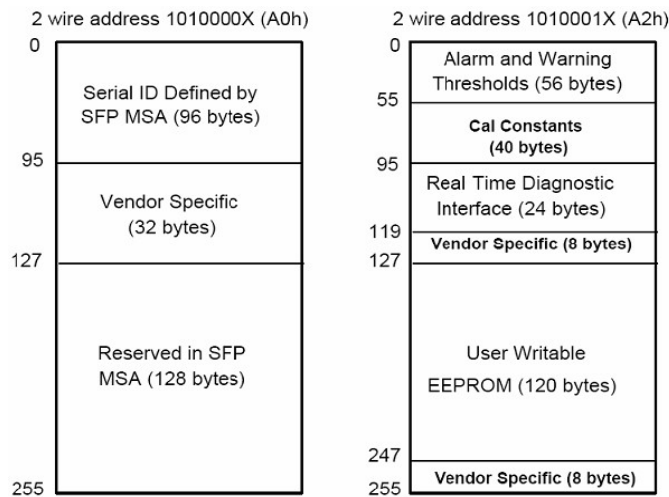 2 wire address 1010000X (A0h)
0
Serial ID Defined by
SFP MSA (96 bytes)
95
Vendor Specific
(32 bytes)
127
Reserved in SFP
MSA (128 bytes)
255
2 wire address 1010001X (A2h)
0
Alarm and Warning
Thresholds (56 bytes)
55
Cal Constants
(40 bytes)
95
Real Time Diagnostic
Interface (24 bytes)
119
Vendor Specific (8 bytes)
127
User Writable
EEPROM (120 bytes)
247
Vendor Specific (8 bytes)
255